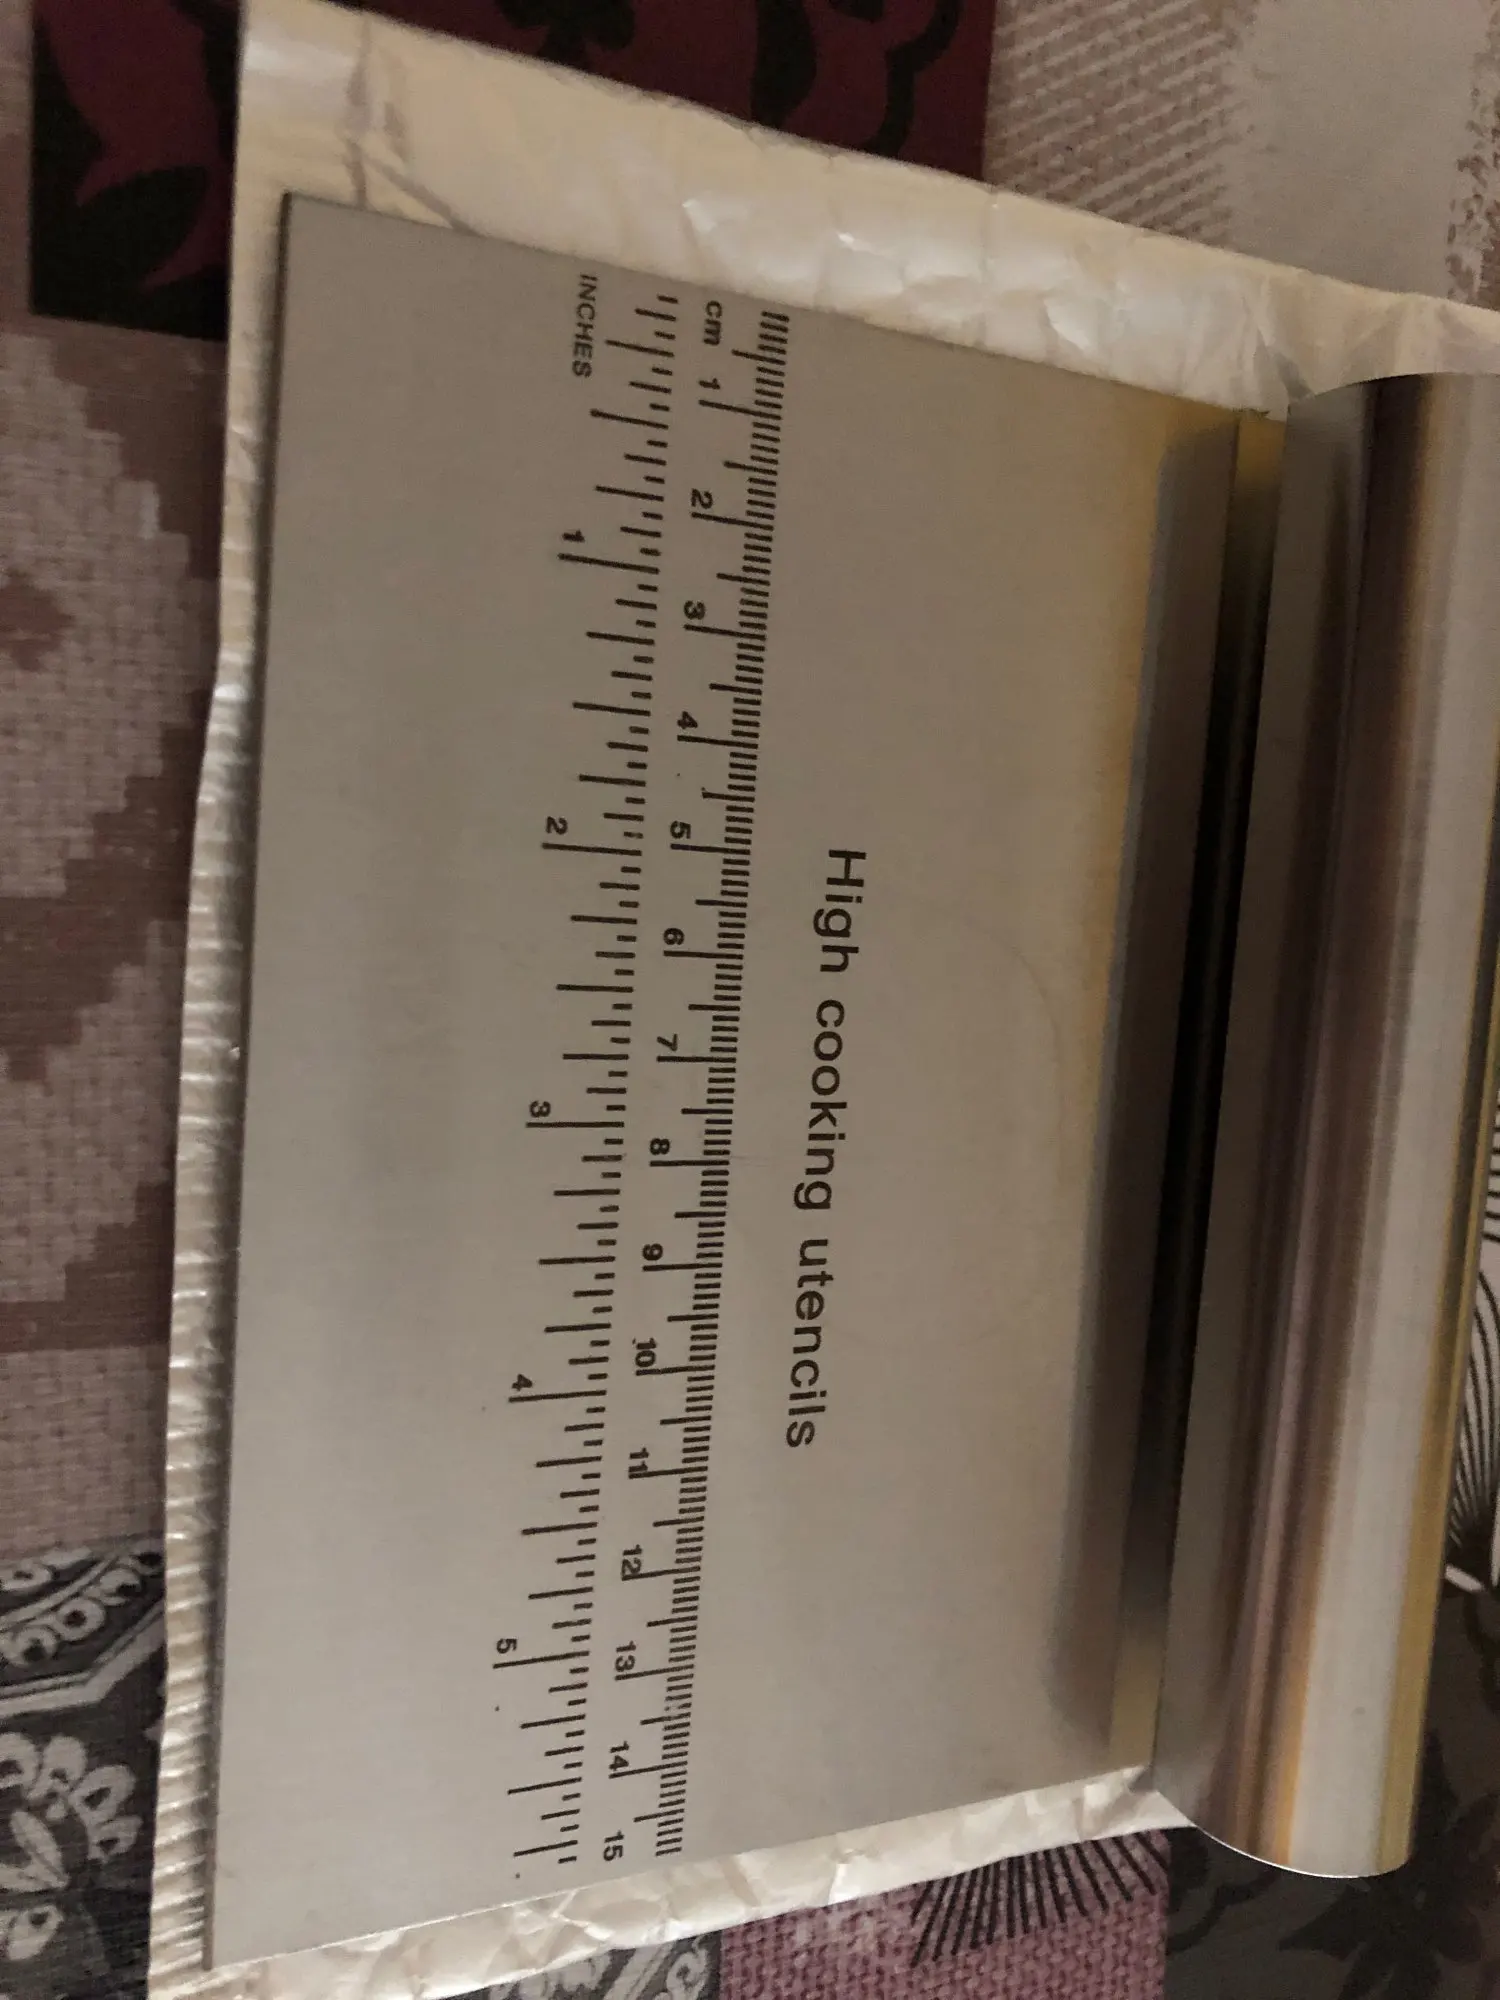 High cooking utencils
cm 1 2 3 4 5 6 7 8 9 10 11 12 13 14 15
INCHES 1 2 3 4 5